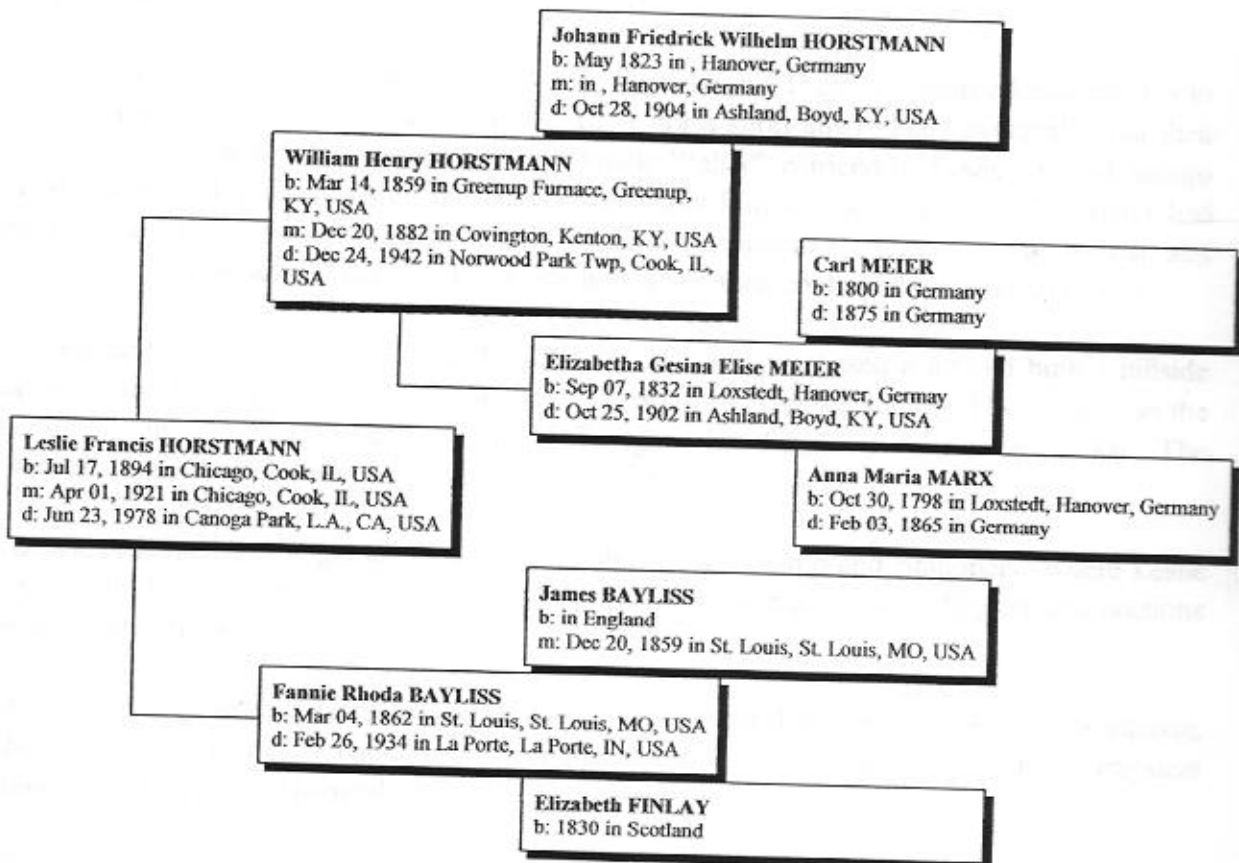 Johann Friedrick Wilhelm HORSTMANN
b: May 1823 in , Hanover, Germany
m: in , Hanover, Germany
d: Oct 28, 1904 in Ashland, Boyd, KY, USA
William Henry HORSTMANN
b: Mar 14, 1859 in Greenup Furnace, Greenup,
KY, USA
m: Dec 20, 1882 in Covington, Kenton, KY, USA
d: Dec 24, 1942 in Norwood Park Twp, Cook, IL,
USA
Carl MEIER
b: 1800 in Germany
d: 1875 in Germany
Elizabetha Gesina Elise MEIER
b: Sep 07, 1832 in Loxstedt, Hanover, Germay
d: Oct 25, 1902 in Ashland, Boyd, KY, USA
Leslie Francis HORSTMANN
b: Jul 17, 1894 in Chicago, Cook, IL, USA
m: Apr 01, 1921 in Chicago, Cook, IL, USA
d: Jun 23, 1978 in Canoga Park, L.A., CA, USA
Anna Maria MARX
b: Oct 30, 1798 in Loxstedt, Hanover, Germany
d: Feb 03, 1865 in Germany
James BAYLISS
b: in England
m: Dec 20, 1859 in St. Louis, St. Louis, MO, USA
Fannie Rhoda BAYLISS
b: Mar 04, 1862 in St. Louis, St. Louis, MO, USA
d: Feb 26, 1934 in La Porte, La Porte, IN, USA
Elizabeth FINLAY
b: 1830 in Scotland